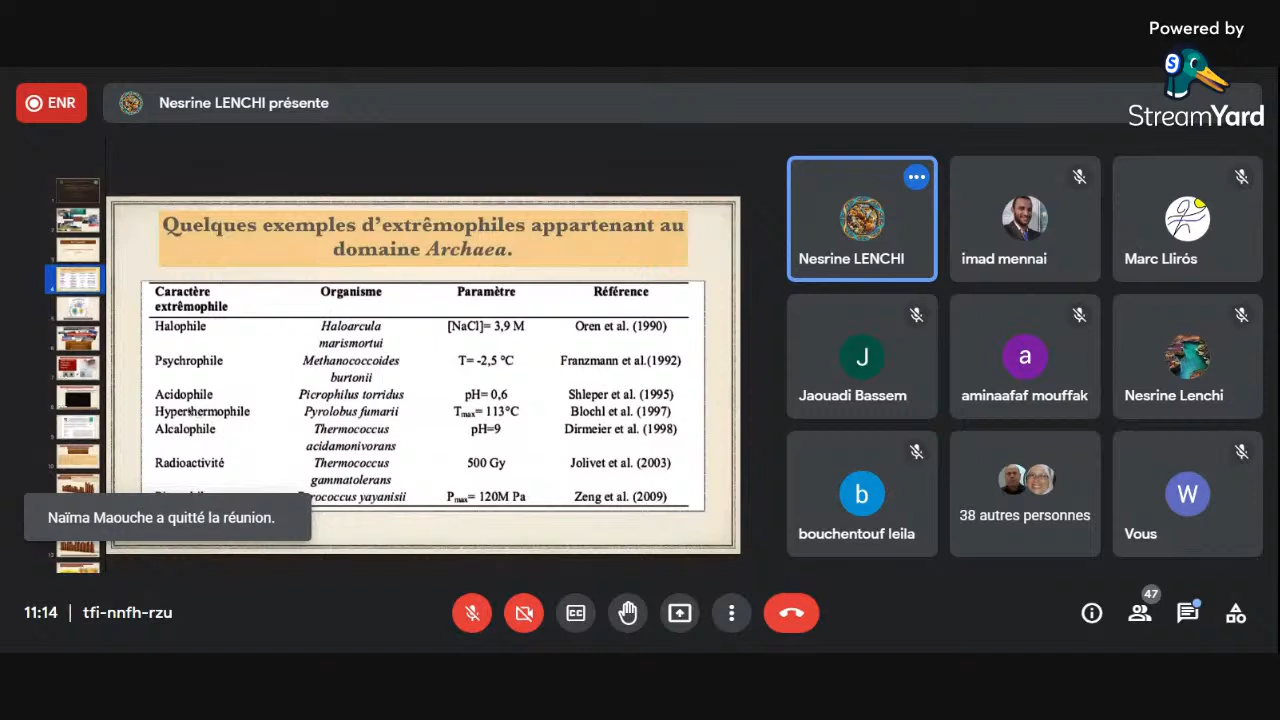 Powered by
StreamYard
ENR
Nesrine LENCHI présente
Quelques exemples d'extrêmophiles appartenant au
domaine Archaea.
Caractère extrêmophile Organisme Paramètre Référence
Halophile Haloarcula marismortui [NaCl]= 3,9 M Oren et al. (1990)
Psychrophile Methanococcoides burtonii T= -2,5 °C Franzmann et al.(1992)
Acidophile Picrophilus torridus pH= 0,6 Shleper et al. (1995)
Hyperthermophile Pyrolobus fumarii Tmax= 113°C Blochl et al. (1997)
Alcalophile Thermococcus acidamonivorans pH=9 Dirmeier et al. (1998)
Radioactivité Thermococcus gammatolerans 500 Gy Jolivet et al. (2003)
yayanisii Pmax= 120M Pa Zeng et al. (2009)
Naïma Maouche a quitté la réunion.
Nesrine LENCHI
imad mennai
Marc Llirós
J
Jaouadi Bassem
a
aminaafaf mouffak
Nesrine Lenchi
b
bouchentouf leila
38 autres personnes
W
Vous
11:14 | tfi-nnfh-rzu
47